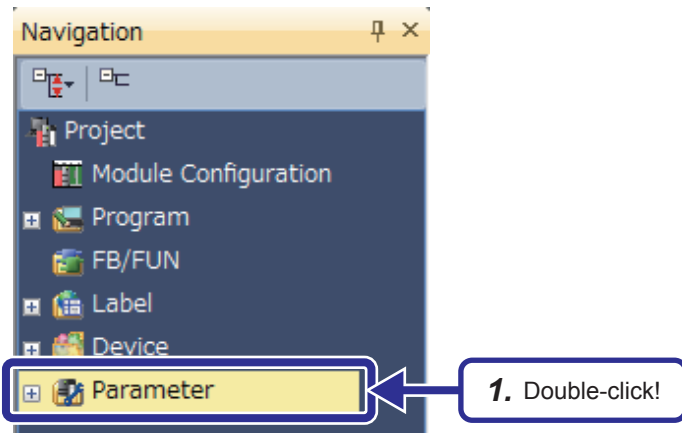 Navigation
Project
Module Configuration
Program
FB/FUN
Label
Device
Parameter
1. Double-click!